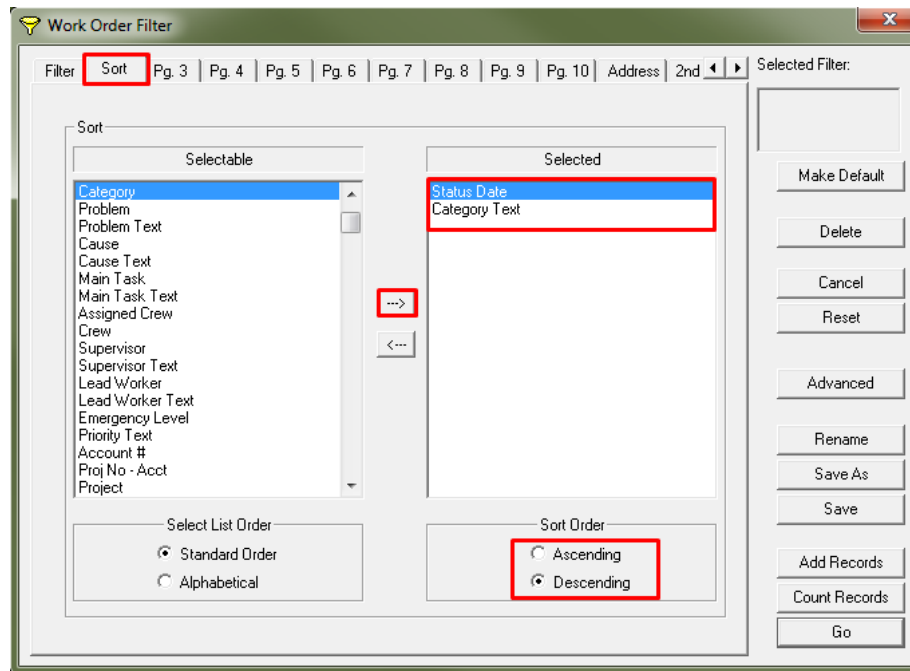 Work Order Filter
x
Filter Sort Pg. 3 Pg. 4 Pg. 5 Pg. 6 Pg. 7 Pg. 8 Pg. 9 Pg. 10 Address 2nd
Selected Filter:
Sort
Selectable
Category
Problem
Problem Text
Cause
Cause Text
Main Task
Main Task Text
Assigned Crew
Crew
Supervisor
Supervisor Text
Lead Worker
Lead Worker Text
Emergency Level
Priority Text
Account #
Proj No - Acct
Project
Select List Order
Standard Order
Alphabetical
--->
<---
Selected
Status Date
Category Text
Sort Order
Ascending
Descending
Make Default
Delete
Cancel
Reset
Advanced
Rename
Save As
Save
Add Records
Count Records
Go